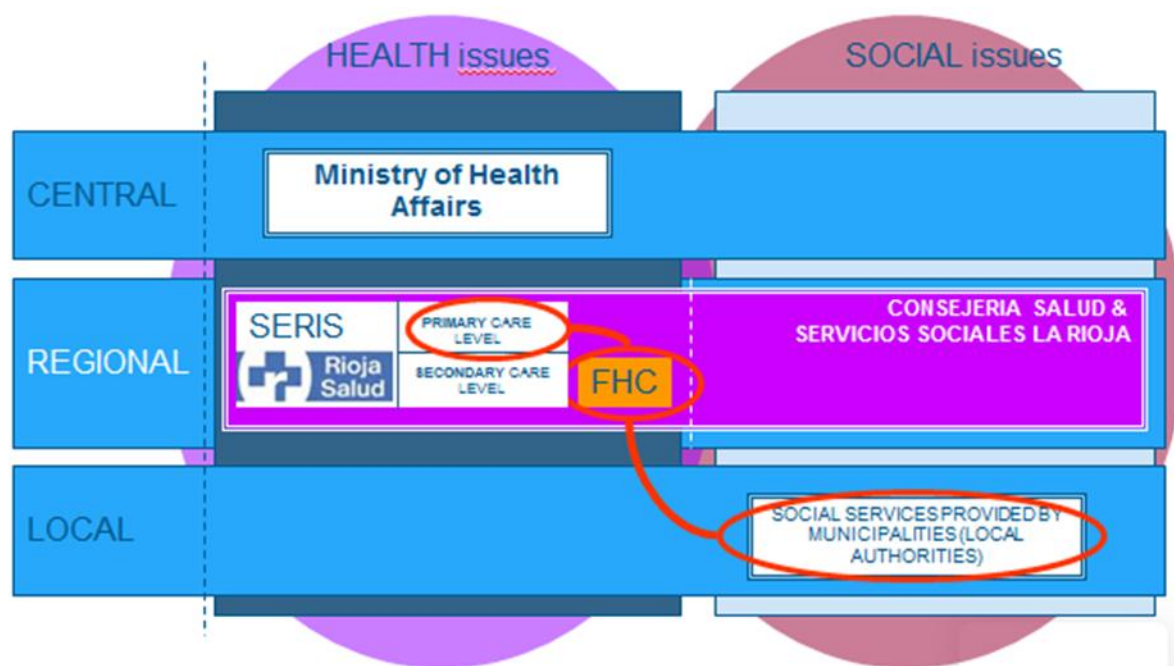 HEALTH issues
SOCIAL issues
CENTRAL
Ministry of Health
Affairs
REGIONAL
SERIS
Rioja
Salud
PRIMARY CARE
LEVEL
SECONDARY CARE
LEVEL
FHC
CONSEJERIA SALUD &
SERVICIOS SOCIALES LA RIOJA
LOCAL
SOCIAL SERVICES PROVIDED BY
MUNICIPALITIES (LOCAL
AUTHORITIES)